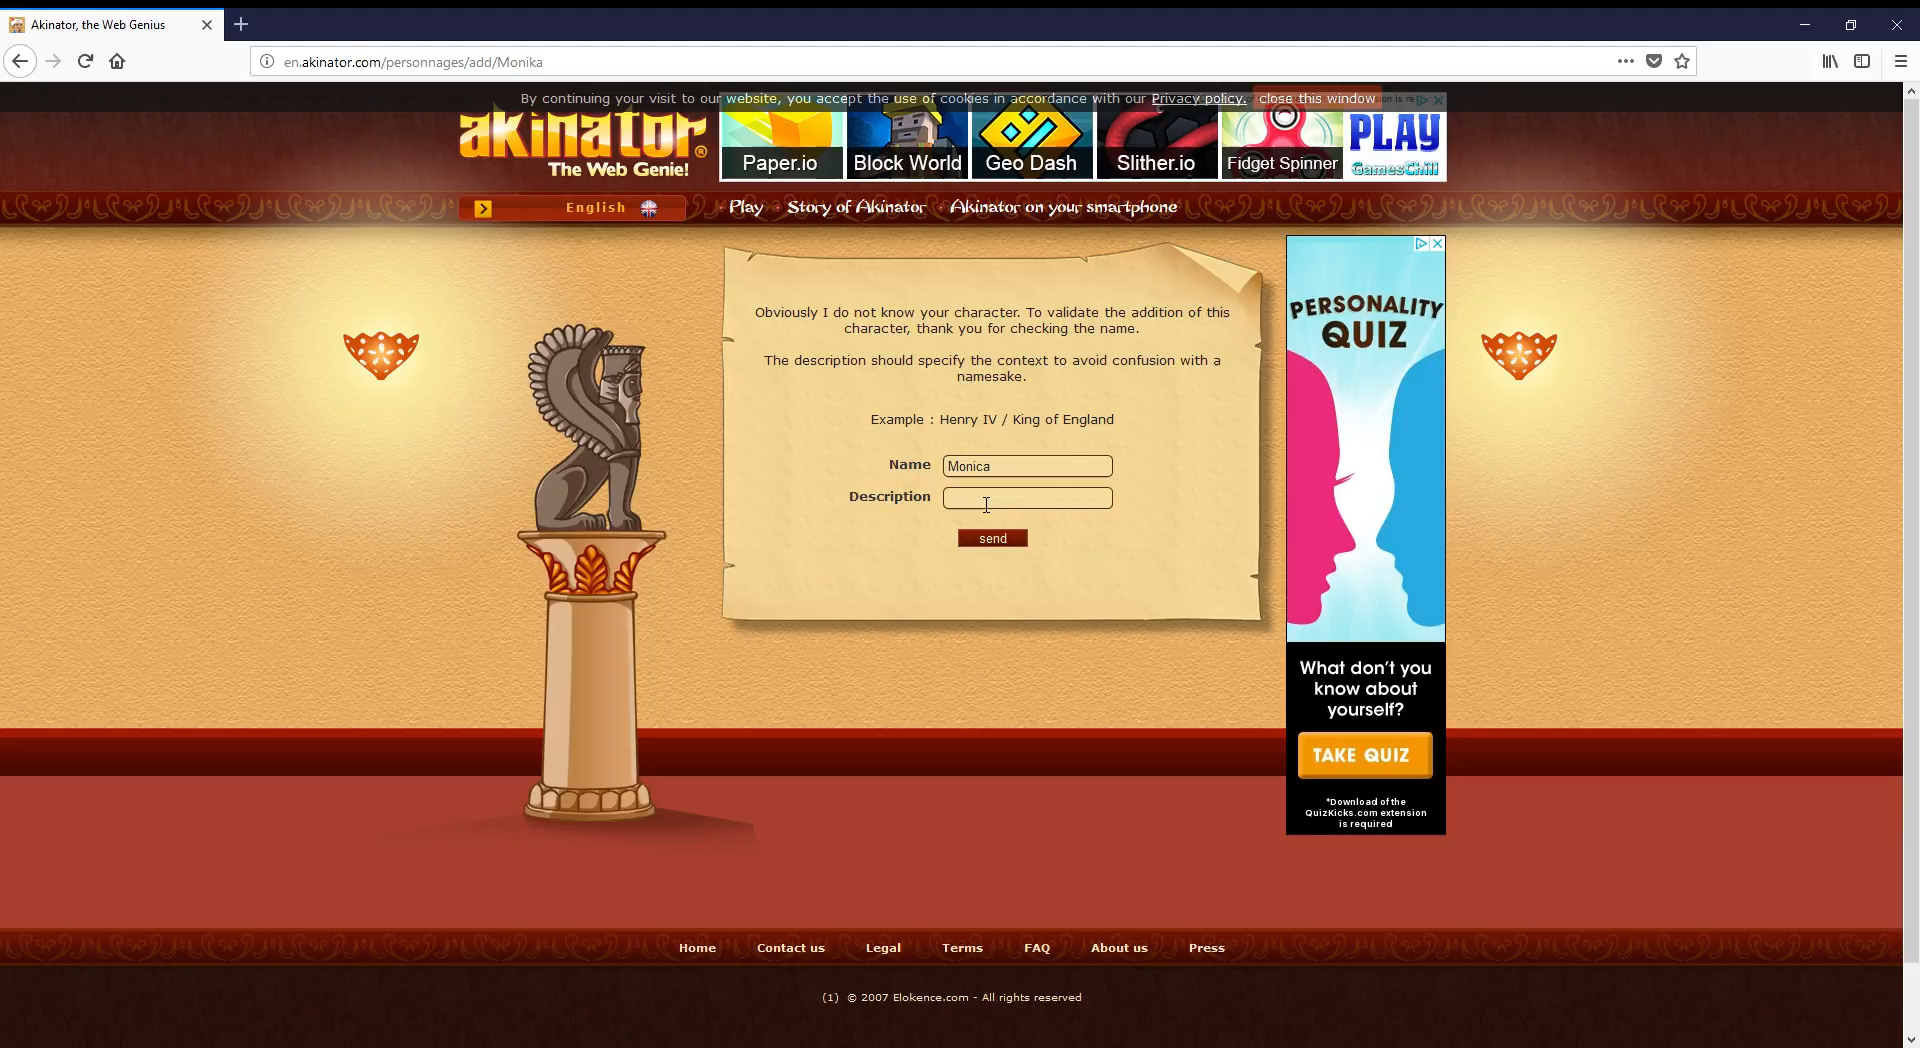 Akinator, the Web Genius
en.akinator.com/personnages/add/Monika
By continuing your visit to our website, you accept the use of cookies in accordance with our Privacy policy. close this window
akinator®
The Web Genie!
Paper.io
Block World
Geo Dash
Slither.io
Fidget Spinner
PLAY
GamesChill
English
Play
Story of Akinator
Akinator on your smartphone
Obviously I do not know your character. To validate the addition of this
character, thank you for checking the name.
The description should specify the context to avoid confusion with a
namesake.
Example : Henry IV / King of England
Name
Monica
Description
send
PERSONALITY
QUIZ
What don't you
know about
yourself?
TAKE QUIZ
*Download of the
QuizKicks.com extension
is required
Home
Contact us
Legal
Terms
FAQ
About us
Press
(1) © 2007 Elokence.com - All rights reserved